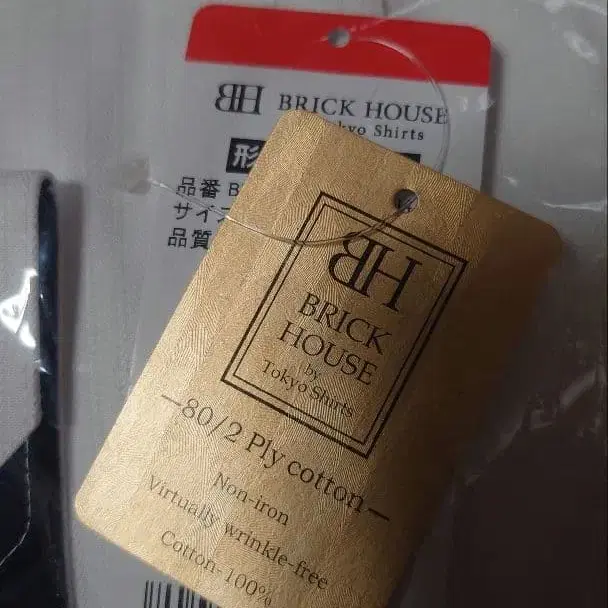 BH BRICK HOUSE
Tokyo Shirts
形
品番 B
サイズ
品質
BH
BRICK
HOUSE
by
Tokyo Shirts
—80/2 Ply cotton—
Non-iron
Virtually wrinkle-free
Cotton-100%